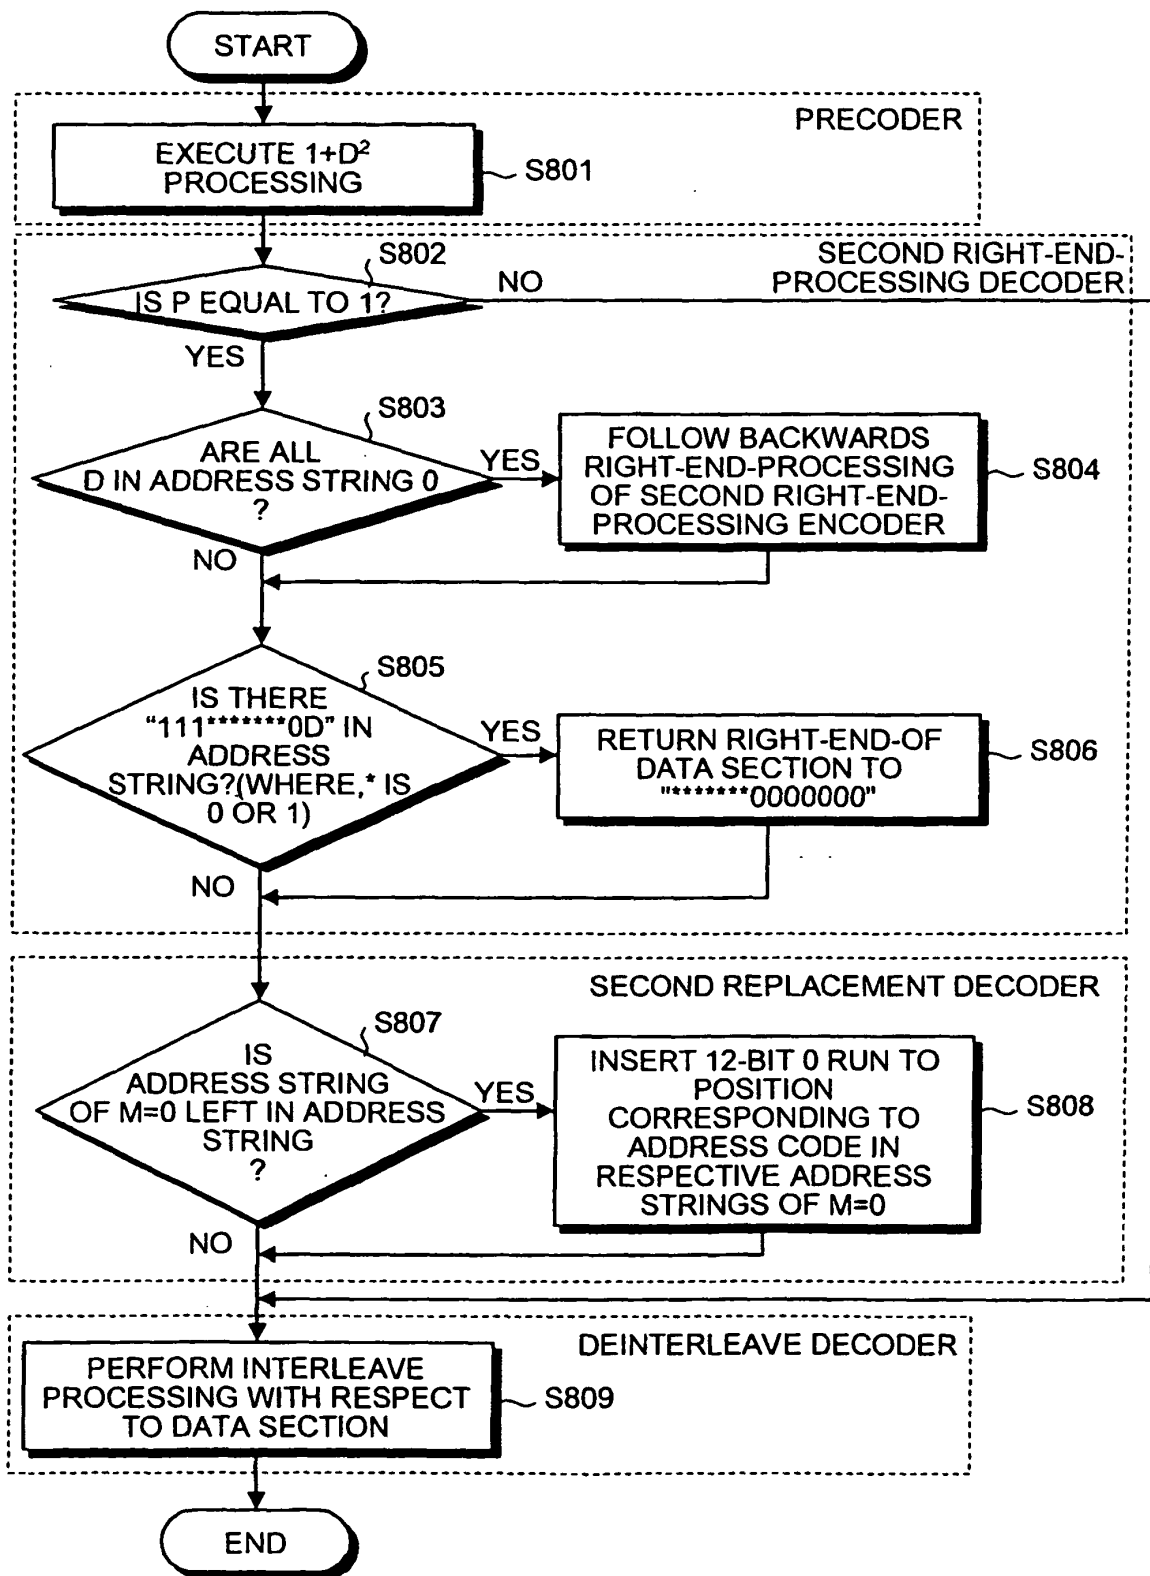 START
PRECODER
EXECUTE 1+D²
PROCESSING
S801
SECOND RIGHT-END-
PROCESSING DECODER
S802
IS P EQUAL TO 1?
NO
YES
S803
ARE ALL
D IN ADDRESS STRING 0
?
YES
NO
FOLLOW BACKWARDS
RIGHT-END-PROCESSING
OF SECOND RIGHT-END-
PROCESSING ENCODER
S804
S805
IS THERE
"111*******0D" IN
ADDRESS
STRING?(WHERE,* IS
0 OR 1)
YES
NO
RETURN RIGHT-END-OF
DATA SECTION TO
"*******0000000"
S806
SECOND REPLACEMENT DECODER
S807
IS
ADDRESS STRING
OF M=0 LEFT IN ADDRESS
STRING
?
YES
NO
INSERT 12-BIT 0 RUN TO
POSITION
CORRESPONDING TO
ADDRESS CODE IN
RESPECTIVE ADDRESS
STRINGS OF M=0
S808
DEINTERLEAVE DECODER
PERFORM INTERLEAVE
PROCESSING WITH RESPECT
TO DATA SECTION
S809
END